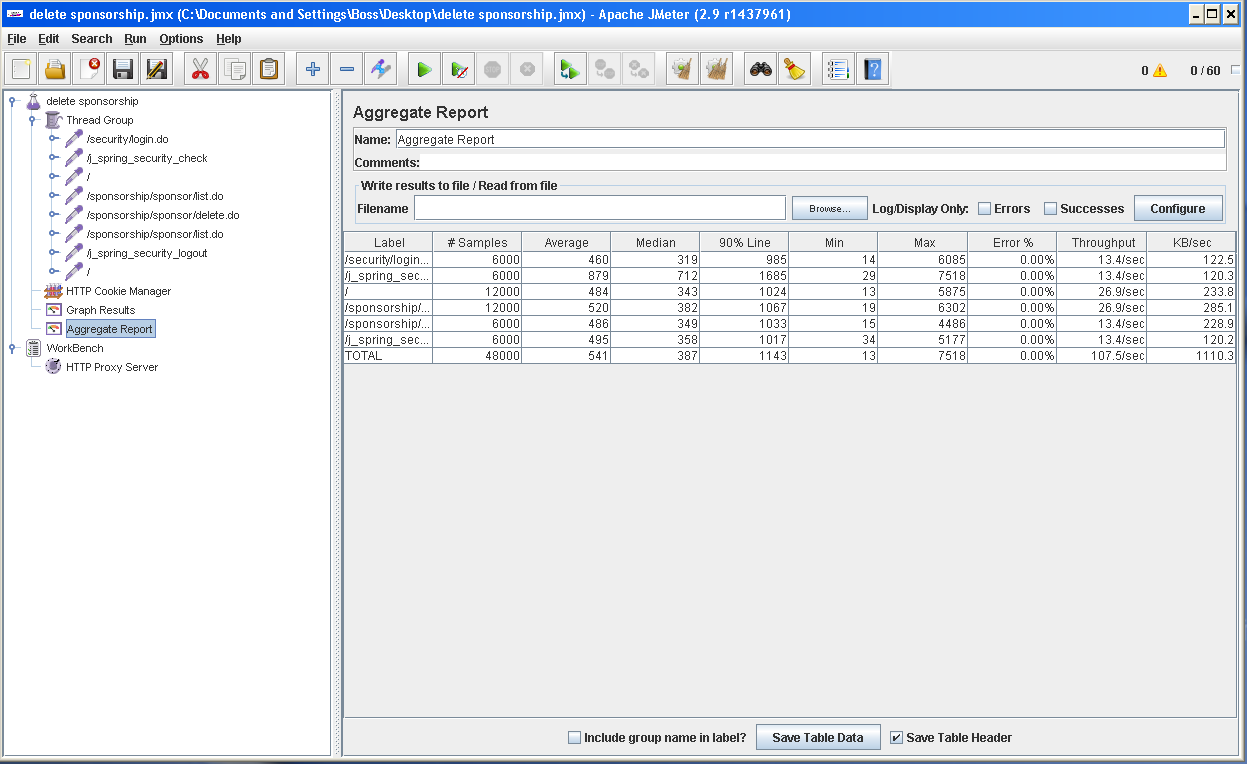 delete sponsorship.jmx (C:\Documents and Settings\Boss\Desktop\delete sponsorship.jmx) - Apache JMeter (2.9 r1437961)
File Edit Search Run Options Help
0 0 / 60
delete sponsorship
Thread Group
/security/login.do
/j_spring_security_check
/
/sponsorship/sponsor/list.do
/sponsorship/sponsor/delete.do
/sponsorship/sponsor/list.do
/j_spring_security_logout
/
HTTP Cookie Manager
Graph Results
Aggregate Report
WorkBench
HTTP Proxy Server
Aggregate Report
Name: Aggregate Report
Comments:
Write results to file / Read from file
Filename Browse... Log/Display Only: Errors Successes Configure
Label # Samples Average Median 90% Line Min Max Error % Throughput KB/sec
/security/login... 6000 460 319 985 14 6085 0.00% 13.4/sec 122.5
/j_spring_sec... 6000 879 712 1685 29 7518 0.00% 13.4/sec 120.3
/ 12000 484 343 1024 13 5875 0.00% 26.9/sec 233.8
/sponsorship/... 12000 520 382 1067 19 6302 0.00% 26.9/sec 285.1
/sponsorship/... 6000 486 349 1033 15 4486 0.00% 13.4/sec 228.9
/j_spring_sec... 6000 495 358 1017 34 5177 0.00% 13.4/sec 120.2
TOTAL 48000 541 387 1143 13 7518 0.00% 107.5/sec 1110.3
Include group name in label? Save Table Data Save Table Header